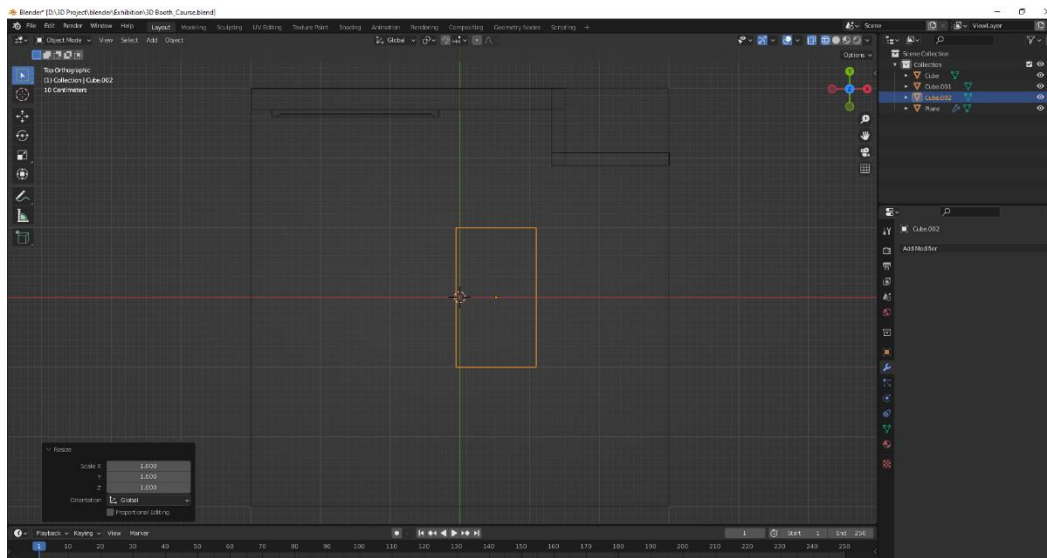 Blender* [D:\3D Project\blender\Exhibition\3D Booth_Caurse.blend]
File Edit Render Window Help Layout Modeling Sculpting UV Editing Texture Paint Shading Animation Rendering Compositing Geometry Nodes Scripting + Scene ViewLayer
Object Mode View Select Add Object Global
Options
Top Orthographic
(1) Collection | Cube.002
10 Centimeters
Scene Collection
Collection
Cube
Cube.001
Cube.002
Plane
Y
Z
X
Cube.002
Add Modifier
Resize
Scale X 1.000
Y 1.000
Z 1.000
Orientation Global
Proportional Editing
Playback Keying View Marker 1 Start 1 End 250
1 10 20 30 40 50 60 70 80 90 100 110 120 130 140 150 160 170 180 190 200 210 220 230 240 250